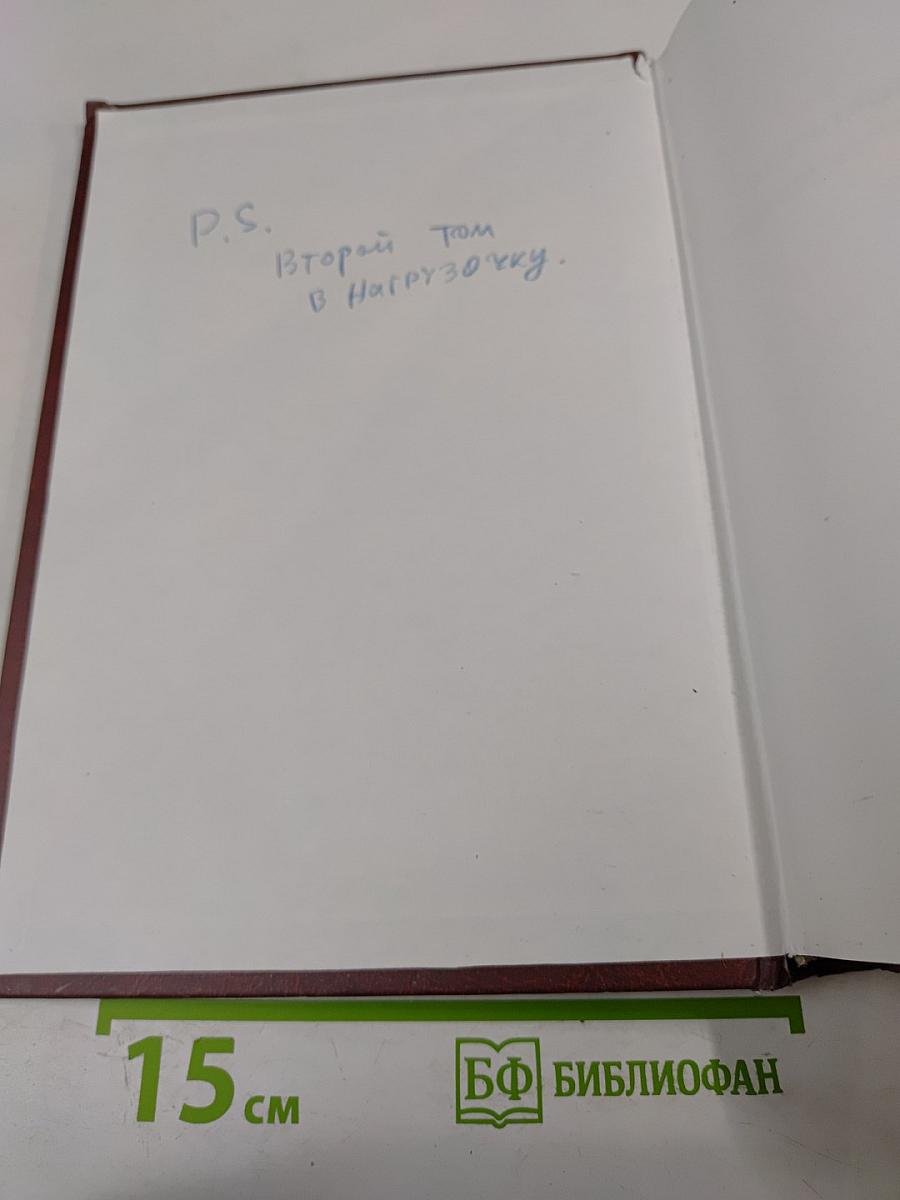 P.S.
Второй том
в нагрузочку.
15 см
БФ БИБЛИОФАН